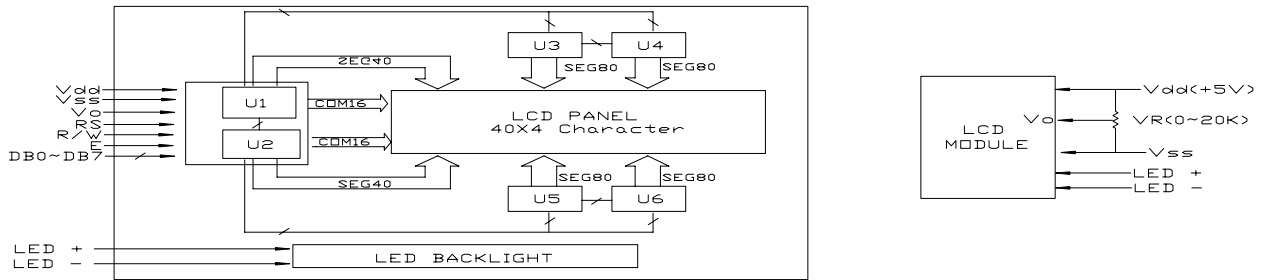 Vdd
Vss
Vo
RS
R/W
E
DB0~DB7
U1
U2
SEG40
COM16
COM16
SEG40
U3
U4
SEG80
SEG80
LCD PANEL
40X4 Character
SEG80
SEG80
U5
U6
LED +
LED -
LED BACKLIGHT
LCD
MODULE
Vdd(+5V)
Vo
VR(0~20K)
Vss
LED +
LED -